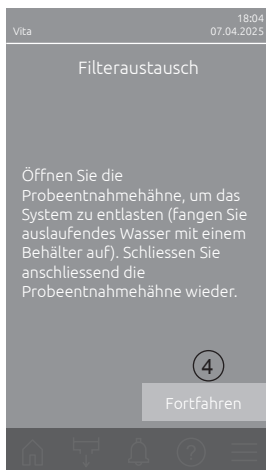 18:04
Vita 07.04.2025
Filteraustausch
Öffnen Sie die
Probeentnahmehähne, um das
System zu entlasten (fangen Sie
auslaufendes Wasser mit einem
Behälter auf). Schliessen Sie
anschliessend die
Probeentnahmehähne wieder.
4
Fortfahren
?